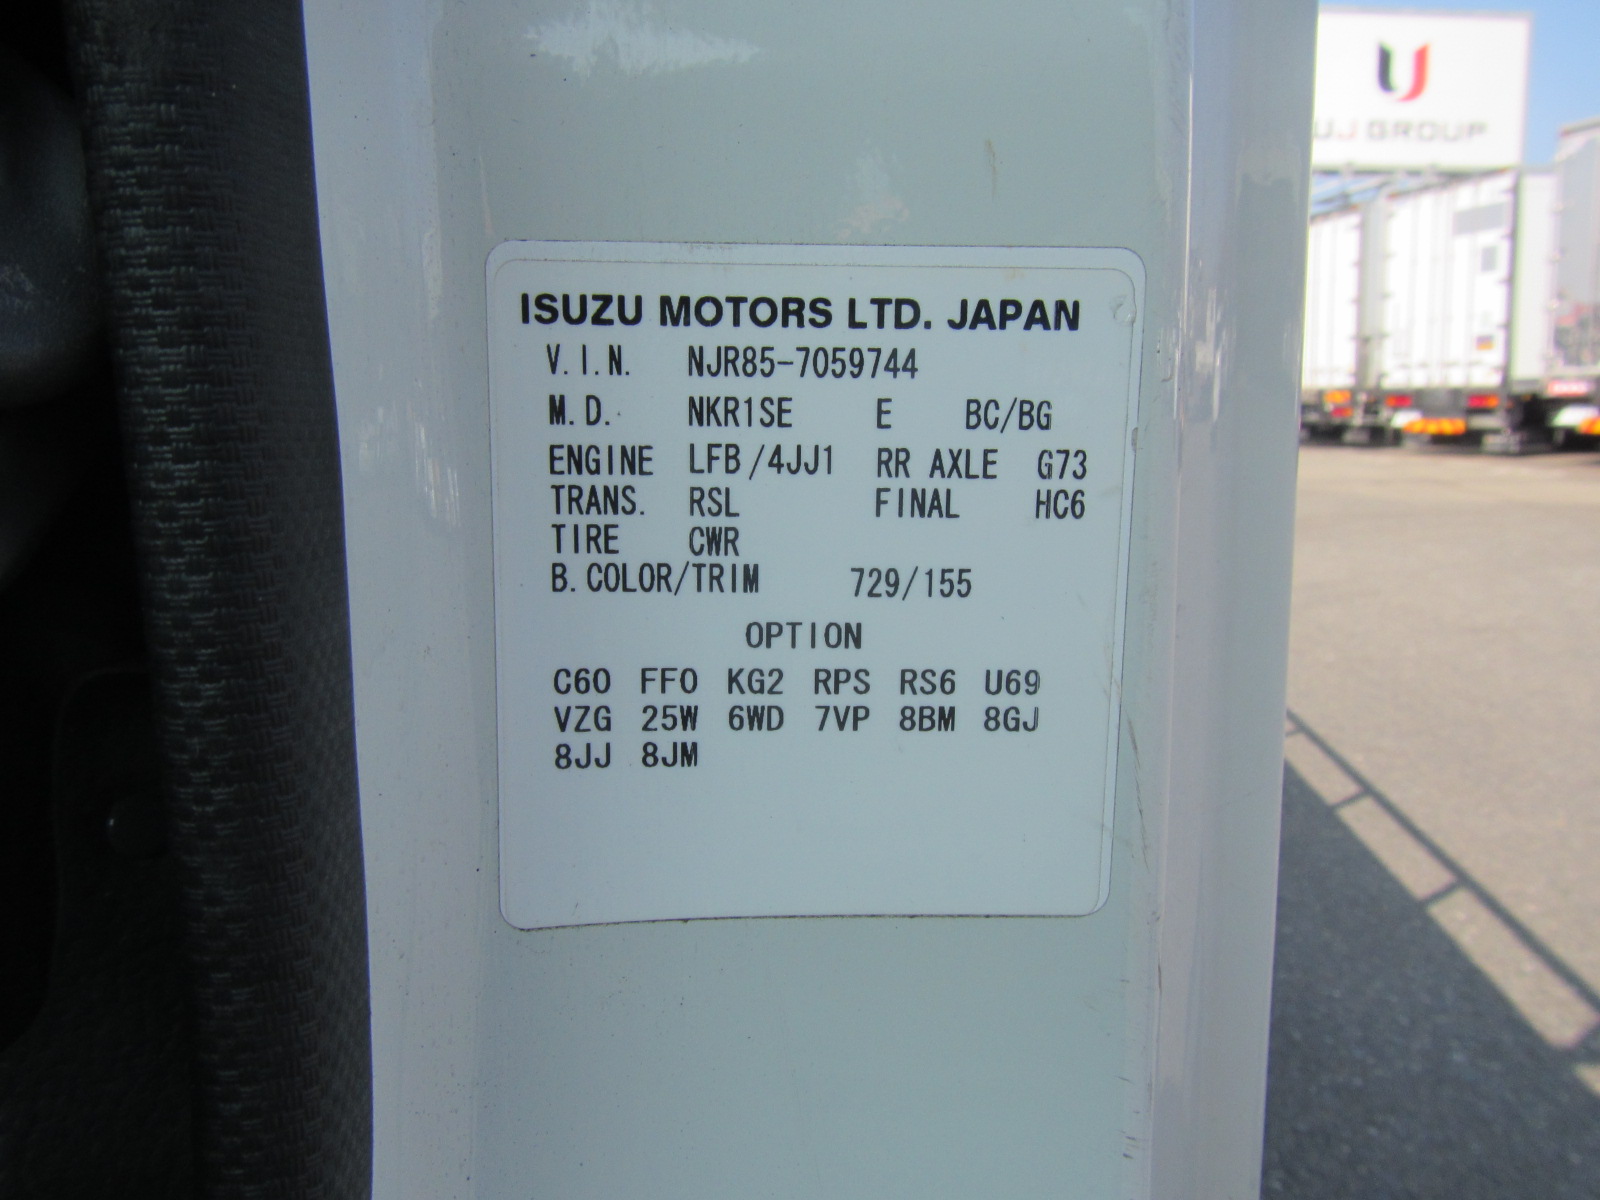 UJ GROUP
ISUZU MOTORS LTD. JAPAN
V.I.N. NJR85-7059744
M.D. NKR1SE E BC/BG
ENGINE LFB/4JJ1 RR AXLE G73
TRANS. RSL FINAL HC6
TIRE CWR
B.COLOR/TRIM 729/155
OPTION
C60 FF0 KG2 RPS RS6 U69
VZG 25W 6WD 7VP 8BM 8GJ
8JJ 8JM